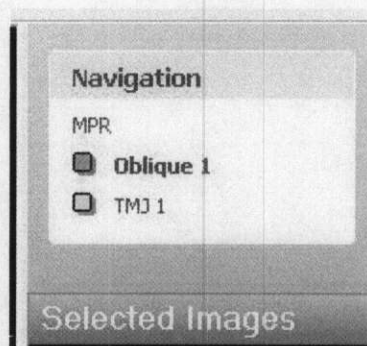 Navigation
MPR
Oblique 1
TMJ 1
Selected Images